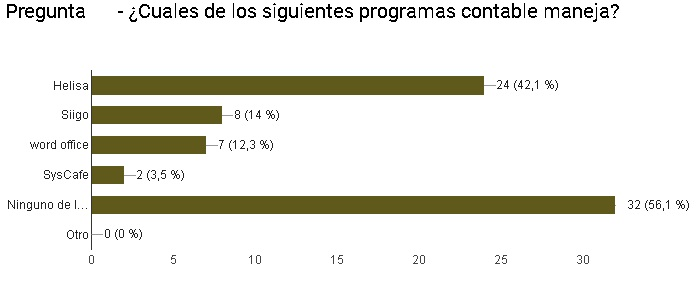 Pregunta - ¿Cuales de los siguientes programas contable maneja?
Helisa 24 (42,1 %)
Siigo 8 (14 %)
word office 7 (12,3 %)
SysCafe 2 (3,5 %)
Ninguno de l... 32 (56,1 %)
Otro 0 (0 %)
0 5 10 15 20 25 30